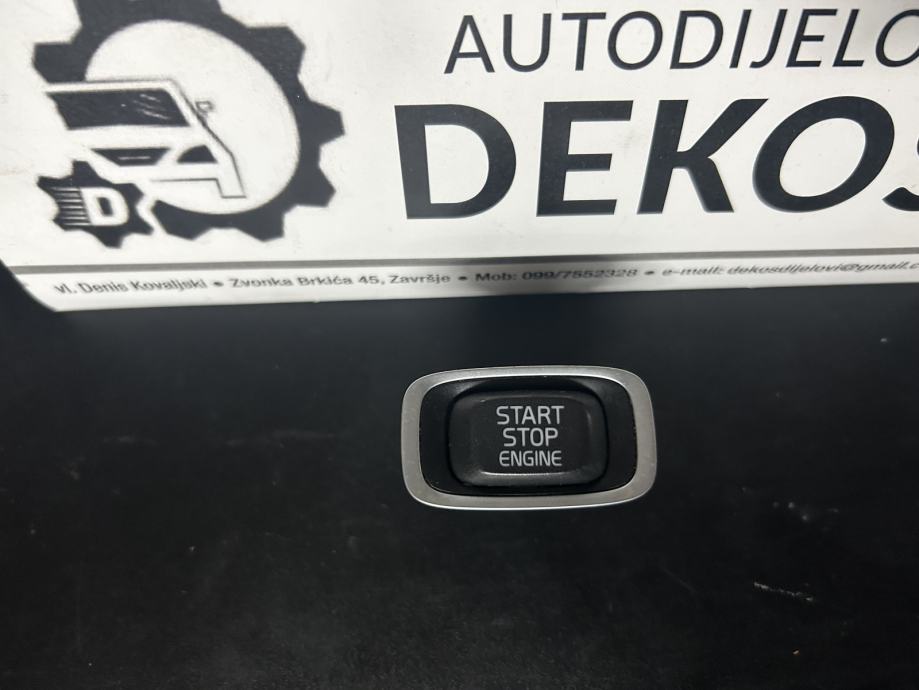 AUTODIJELO
DEKOS
D
vl. Denis Kovaljski • Zvonka Brkića 45, Završje • Mob: 099/7552328 • e-mail: dekosdijelovi@gmail.c
START
STOP
ENGINE